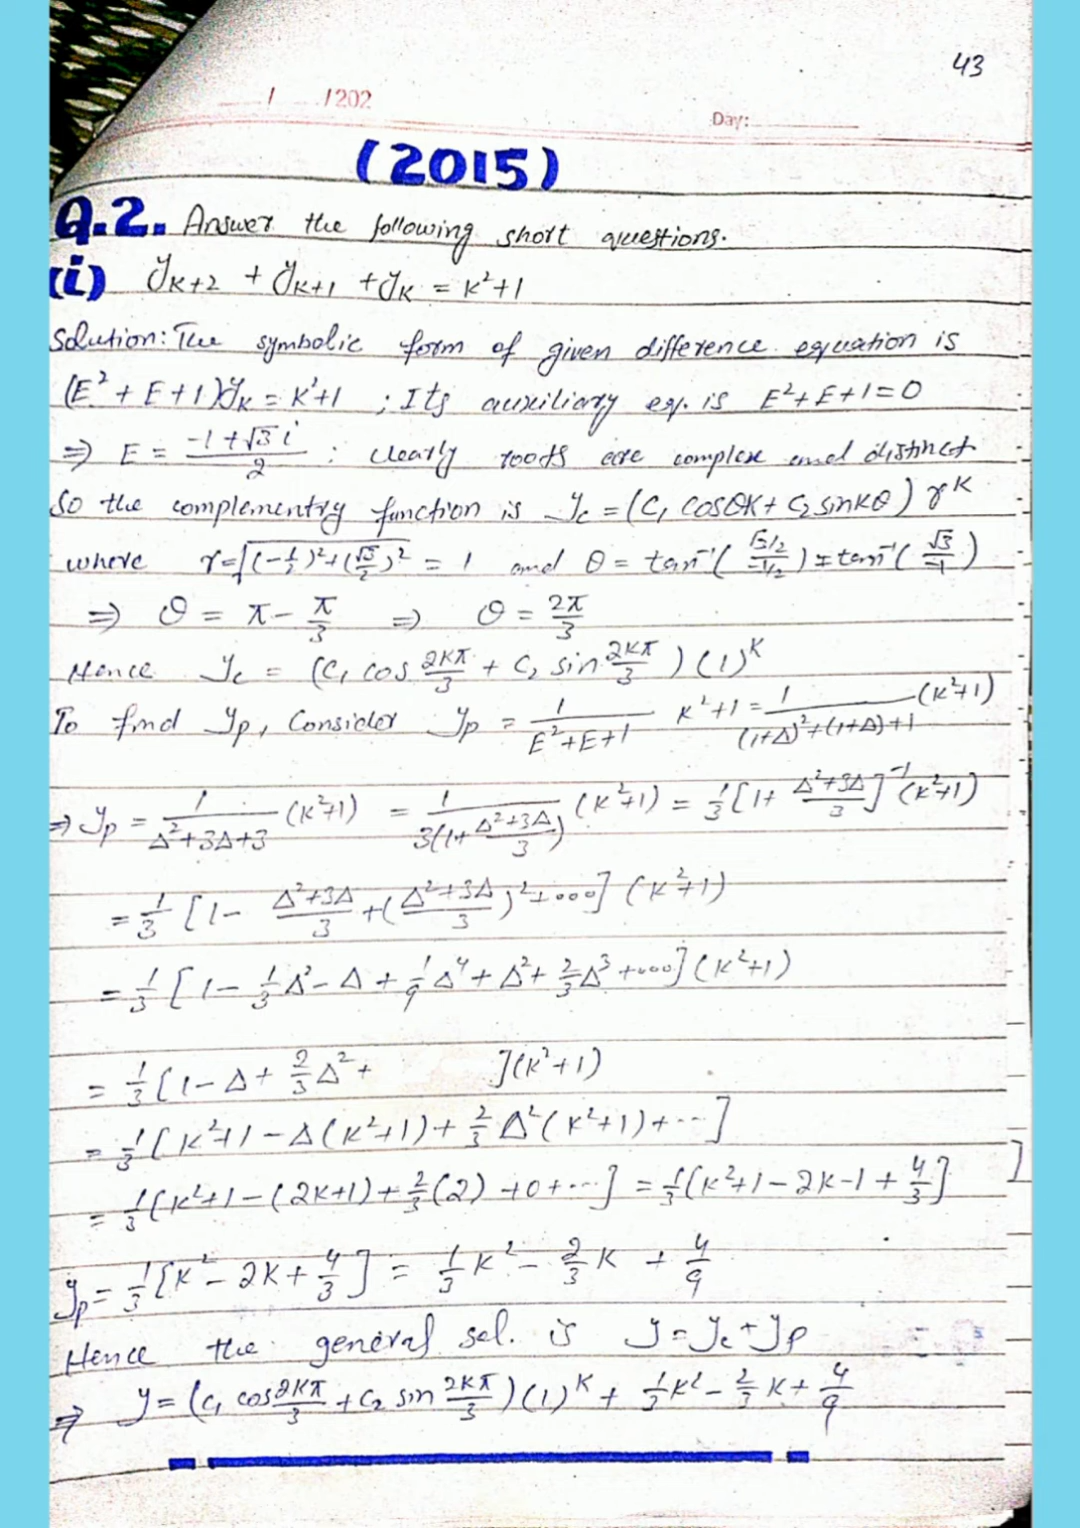 43
/ /202
Day:
(2015)
Q.2. Answer the following short questions.
(i) y_{K+2} + y_{K+1} + y_K = K²+1
Solution: The symbolic form of given difference equation is
(E² + E + 1)y_K = K²+1 ; Its auxiliary eq. is E²+E+1=0
⇒ E = (-1+√3 i)/2 ; clearly roots are complex and distinct
So the complementry function is y_c = (C₁ cosθK + C₂ sinKθ) r^K
where r = √((-1/2)²+(√3/2)²) = 1 and θ = tan⁻¹((√3/2)/(-1/2)) = tan⁻¹(√3/-1)
⇒ θ = π - π/3 ⇒ θ = 2π/3
Hence y_c = (C₁ cos 2Kπ/3 + C₂ sin 2Kπ/3) (1)^K
To find y_p, Consider y_p = 1/(E²+E+1) K²+1 = 1/((1+Δ)²+(1+Δ)+1) (K²+1)
⇒ y_p = 1/(Δ²+3Δ+3) (K²+1) = 1/(3(1+(Δ²+3Δ)/3)) (K²+1) = 1/3 [1+ (Δ²+3Δ)/3]⁻¹ (K²+1)
= 1/3 [1- (Δ²+3Δ)/3 + ((Δ²+3Δ)/3)² + ...] (K²+1)
= 1/3 [1- 1/3 Δ² - Δ + 1/9 Δ⁴ + Δ² + 2/3 Δ³ + ....] (K²+1)
= 1/3 [1-Δ+ 2/3 Δ² + ](K²+1)
= 1/3 [K²+1 - Δ(K²+1) + 2/3 Δ²(K²+1) + ...]
= 1/3 [K²+1 - (2K+1) + 2/3 (2) + 0 + ...] = 1/3 [K²+1-2K-1+ 4/3] ]
y_p = 1/3 [K² - 2K + 4/3] = 1/3 K² - 2/3 K + 4/9
Hence the general sol. is y = y_c + y_p
⇒ y = (C₁ cos 2Kπ/3 + C₂ sin 2Kπ/3) (1)^K + 1/3 K² - 2/3 K + 4/9